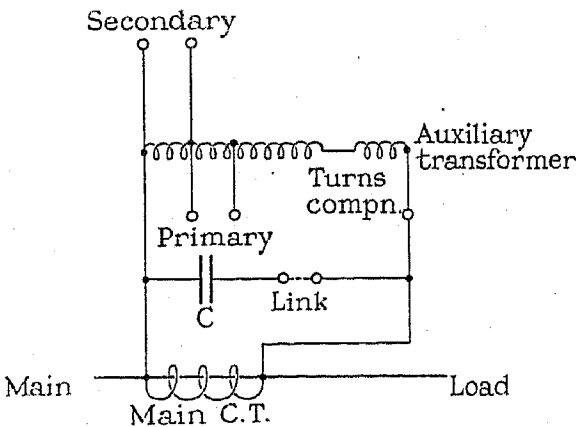 Secondary
Auxiliary
transformer
Turns
compn.
Primary
Link
C
Main
Load
Main C.T.